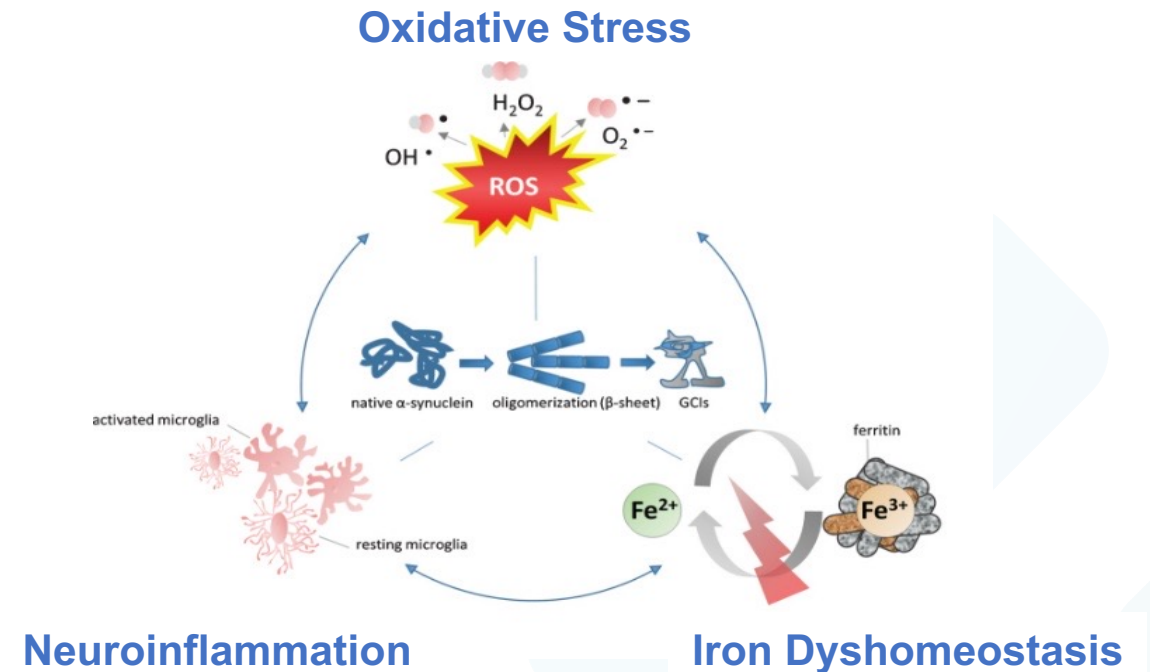 Oxidative Stress
H₂O₂
• –
•
O₂•–
OH •
ROS
native α-synuclein
oligomerization (β-sheet)
GCIs
activated microglia
ferritin
Fe²⁺
Fe³⁺
resting microglia
Neuroinflammation
Iron Dyshomeostasis